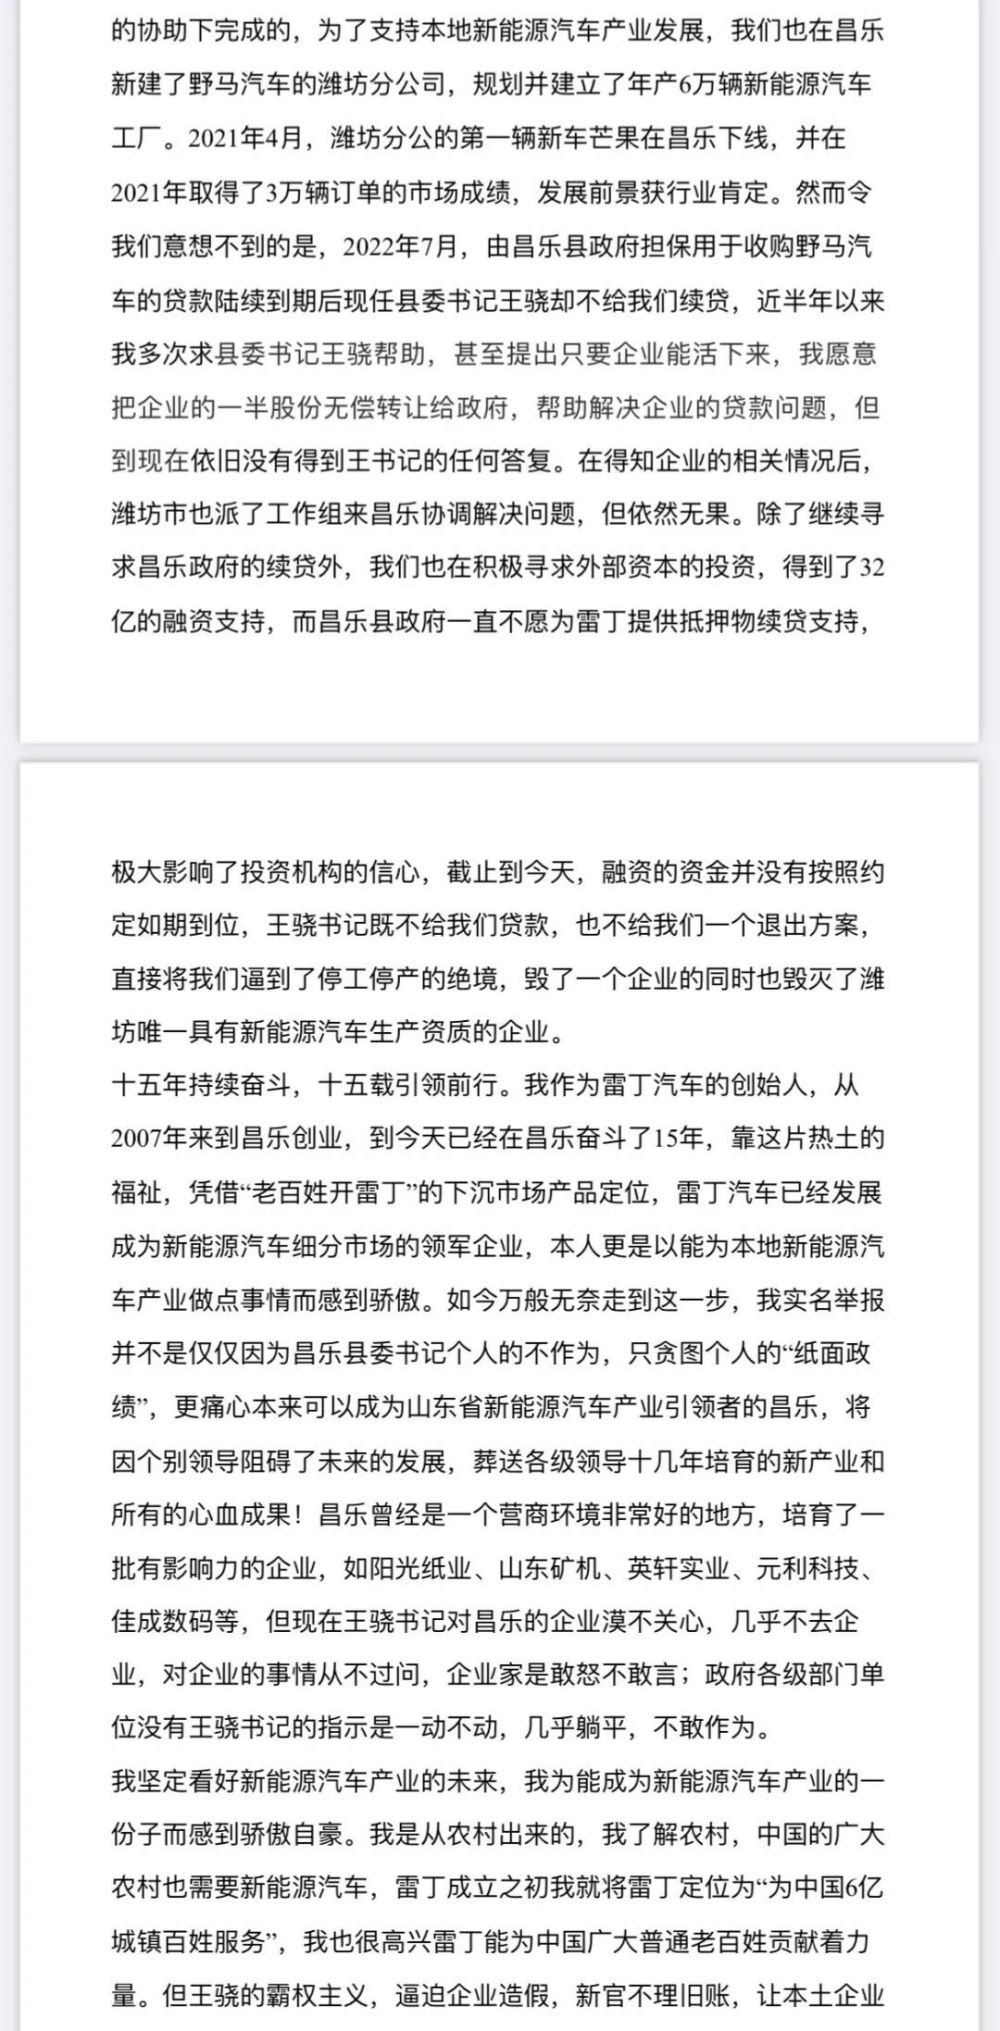 的协助下完成的，为了支持本地新能源汽车产业发展，我们也在昌乐
新建了野马汽车的潍坊分公司，规划并建立了年产6万辆新能源汽车
工厂。2021年4月，潍坊分公的第一辆新车芒果在昌乐下线，并在
2021年取得了3万辆订单的市场成绩，发展前景获行业肯定。然而令
我们意想不到的是，2022年7月，由昌乐县政府担保用于收购野马汽
车的贷款陆续到期后现任县委书记王骁却不给我们续贷，近半年以来
我多次求县委书记王骁帮助，甚至提出只要企业能活下来，我愿意
把企业的一半股份无偿转让给政府，帮助解决企业的贷款问题，但
到现在依旧没有得到王书记的任何答复。在得知企业的相关情况后，
潍坊市也派了工作组来昌乐协调解决问题，但依然无果。除了继续寻
求昌乐政府的续贷外，我们也在积极寻求外部资本的投资，得到了32
亿的融资支持，而昌乐县政府一直不愿为雷丁提供抵押物续贷支持，
极大影响了投资机构的信心，截止到今天，融资的资金并没有按照约
定如期到位，王骁书记既不给我们贷款，也不给我们一个退出方案，
直接将我们逼到了停工停产的绝境，毁了一个企业的同时也毁灭了潍
坊唯一具有新能源汽车生产资质的企业。
十五年持续奋斗，十五载引领前行。我作为雷丁汽车的创始人，从
2007年来到昌乐创业，到今天已经在昌乐奋斗了15年，靠这片热土的
福祉，凭借“老百姓开雷丁”的下沉市场产品定位，雷丁汽车已经发展
成为新能源汽车细分市场的领军企业，本人更是以能为本地新能源汽
车产业做点事情而感到骄傲。如今万般无奈走到这一步，我实名举报
并不是仅仅因为昌乐县委书记个人的不作为，只贪图个人的“纸面政
绩”，更痛心本来可以成为山东省新能源汽车产业引领者的昌乐，将
因个别领导阻碍了未来的发展，葬送各级领导十几年培育的新产业和
所有的心血成果！昌乐曾经是一个营商环境非常好的地方，培育了一
批有影响力的企业，如阳光纸业、山东矿机、英轩实业、元利科技、
佳成数码等，但现在王骁书记对昌乐的企业漠不关心，几乎不去企
业，对企业的事情从不过问，企业家是敢怒不敢言；政府各级部门单
位没有王骁书记的指示是一动不动，几乎躺平，不敢作为。
我坚定看好新能源汽车产业的未来，我为能成为新能源汽车产业的一
份子而感到骄傲自豪。我是从农村出来的，我了解农村，中国的广大
农村也需要新能源汽车，雷丁成立之初我就将雷丁定位为“为中国6亿
城镇百姓服务”，我也很高兴雷丁能为中国广大普通老百姓贡献着力
量。但王骁的霸权主义，逼迫企业造假，新官不理旧账，让本土企业